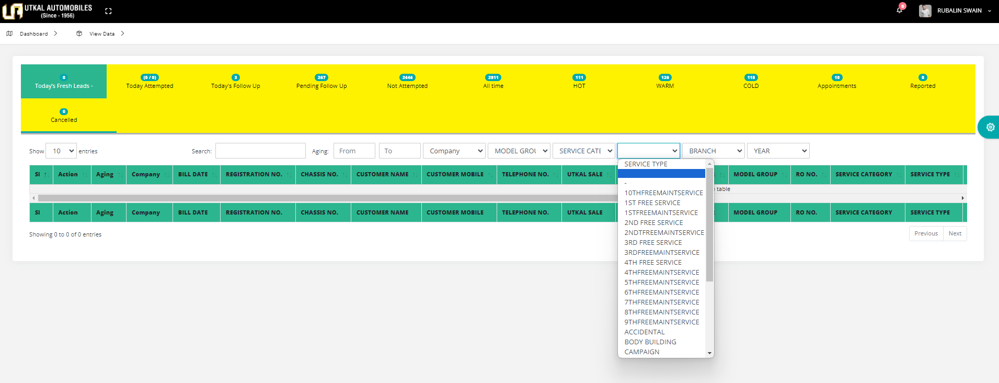 UTKAL AUTOMOBILES
(Since - 1956)
0
RUBALIN SWAIN
Dashboard
View Data
0
Today's Fresh Leads -
(0 / 0)
Today Attempted
3
Today's Follow Up
267
Pending Follow Up
2446
Not Attempted
2811
All time
111
HOT
126
WARM
118
COLD
10
Appointments
0
Reported
0
Cancelled
Show 10 entries Search: Aging: From To Company MODEL GROU SERVICE CATE BRANCH YEAR
SERVICE TYPE
-
10THFREEMAINTSERVICE
1ST FREE SERVICE
1STFREEMAINTSERVICE
2ND FREE SERVICE
2NDTFREEMAINTSERVICE
3RD FREE SERVICE
3RDFREEMAINTSERVICE
4TH FREE SERVICE
4THFREEMAINTSERVICE
5THFREEMAINTSERVICE
6THFREEMAINTSERVICE
7THFREEMAINTSERVICE
8THFREEMAINTSERVICE
9THFREEMAINTSERVICE
ACCIDENTAL
BODY BUILDING
CAMPAIGN
SI Action Aging Company BILL DATE REGISTRATION NO. CHASSIS NO. CUSTOMER NAME CUSTOMER MOBILE TELEPHONE NO. UTKAL SALE MODEL GROUP RO NO. SERVICE CATEGORY SERVICE TYPE
table
SI Action Aging Company BILL DATE REGISTRATION NO. CHASSIS NO. CUSTOMER NAME CUSTOMER MOBILE TELEPHONE NO. UTKAL SALE MODEL GROUP RO NO. SERVICE CATEGORY SERVICE TYPE
Showing 0 to 0 of 0 entries
Previous Next